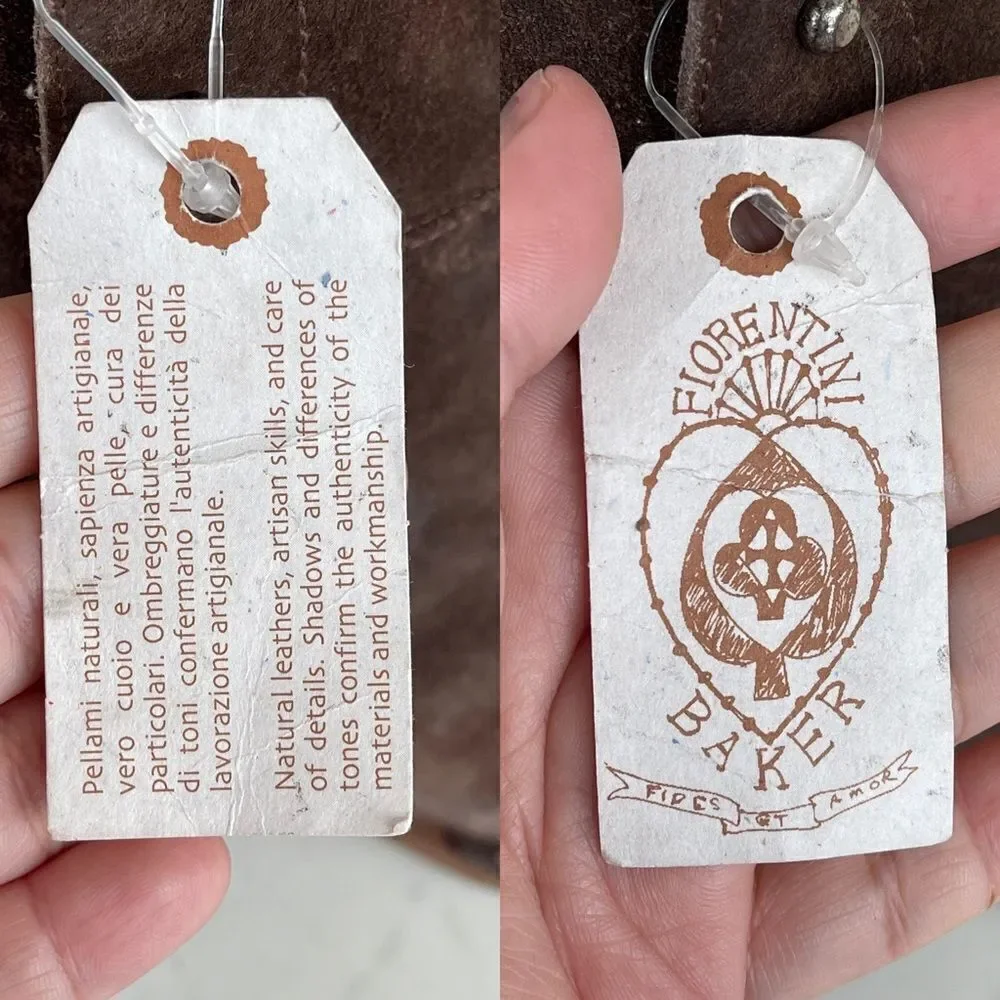 Pellami naturali, sapienza artigianale,
vero cuoio e vera pelle, cura dei
particolari. Ombreggiature e differenze
di toni confermano l'autenticità della
lavorazione artigianale.
Natural leathers, artisan skills, and care
of details. Shadows and differences of
tones confirm the authenticity of the
materials and workmanship.
FIORENTINI
BAKER
FIDES ET AMOR